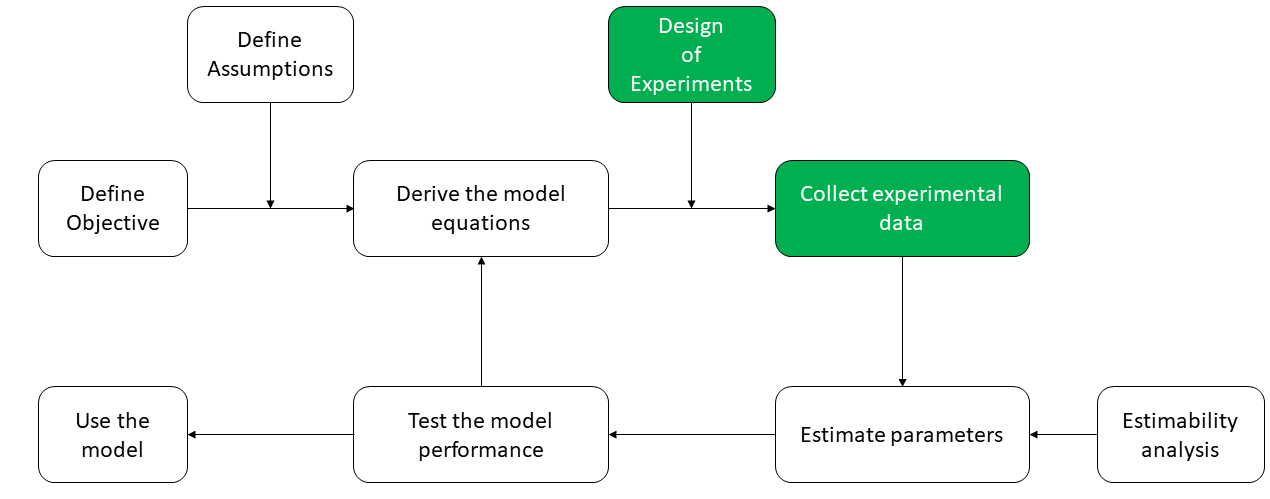 Define
Assumptions
Design
of
Experiments
Define
Objective
Derive the model
equations
Collect experimental
data
Use the
model
Test the model
performance
Estimate parameters
Estimability
analysis